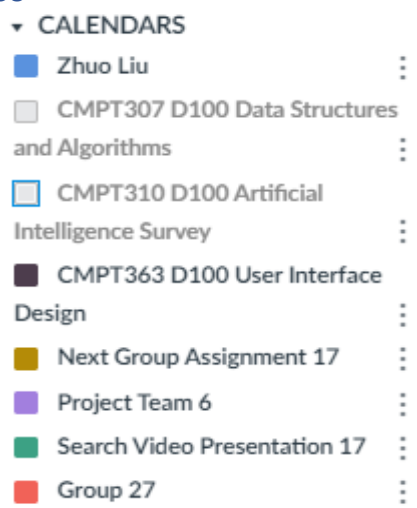 CALENDARS
Zhuo Liu
CMPT307 D100 Data Structures
and Algorithms
CMPT310 D100 Artificial
Intelligence Survey
CMPT363 D100 User Interface
Design
Next Group Assignment 17
Project Team 6
Search Video Presentation 17
Group 27